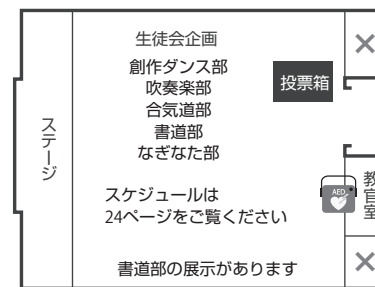 生徒会企画
創作ダンス部
吹奏楽部
合気道部
書道部
なぎなた部
投票箱
ステージ
スケジュールは
24ページをご覧ください
AED
教官室
書道部の展示があります